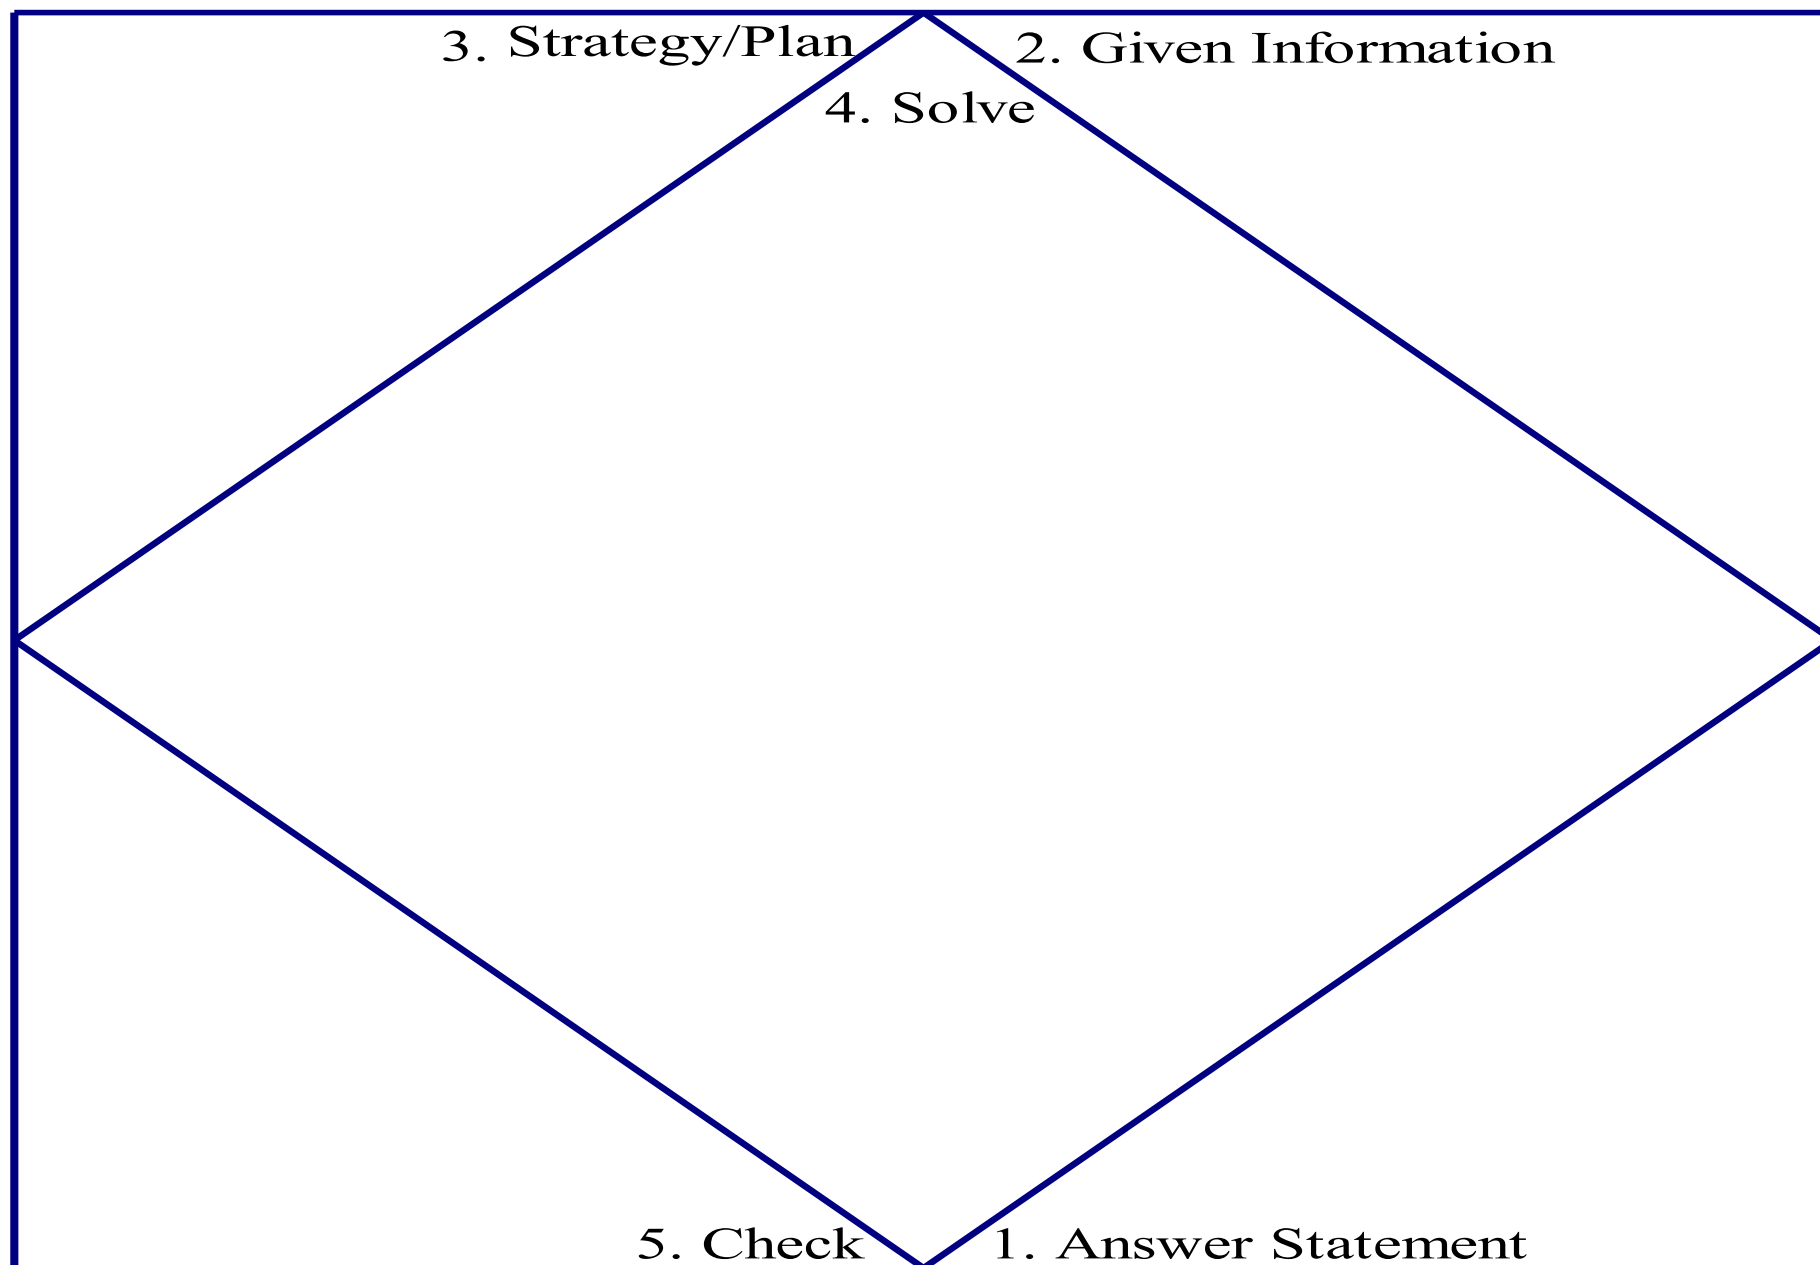 3. Strategy/Plan
2. Given Information
4. Solve
5. Check
1. Answer Statement